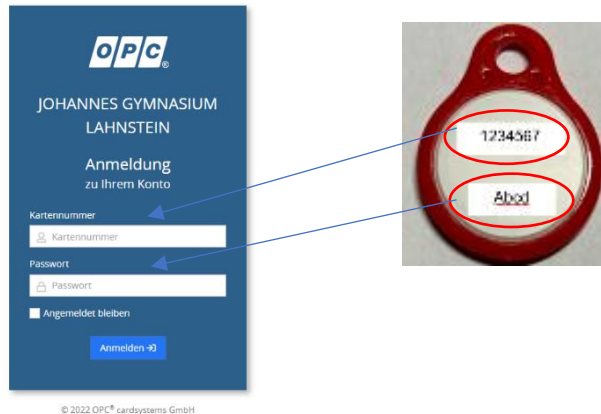 O|P|C®
JOHANNES GYMNASIUM
LAHNSTEIN
Anmeldung
zu Ihrem Konto
Kartennummer
Kartennummer
Passwort
Passwort
Angemeldet bleiben
Anmelden
© 2022 OPC® cardsystems GmbH
1234567
Abcd